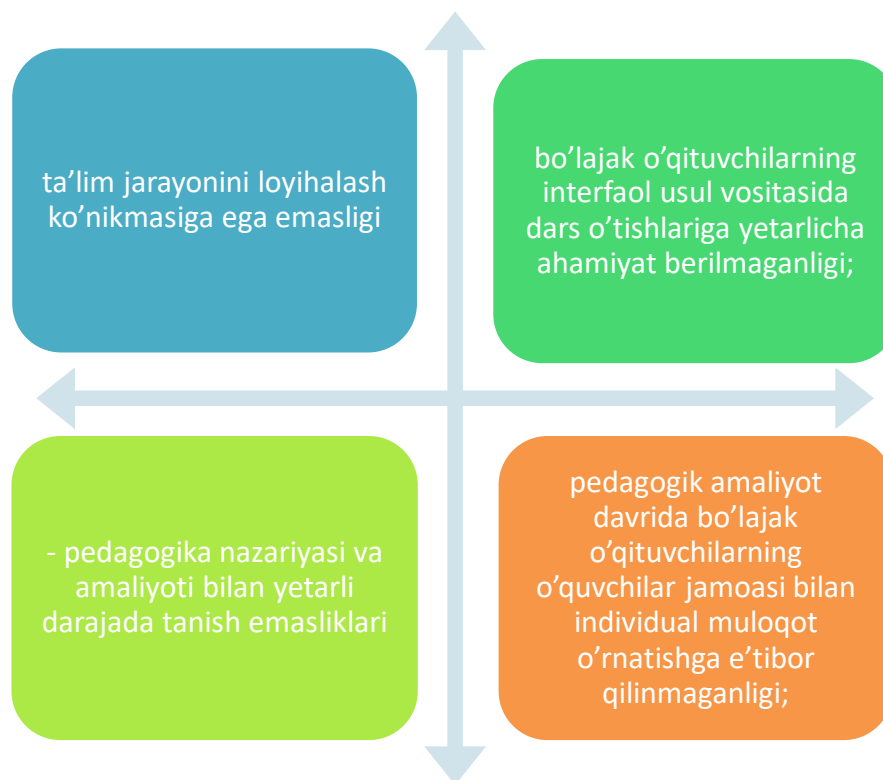 ta’lim jarayonini loyihalash
ko’nikmasiga ega emasligi
bo’lajak o’qituvchilarning
interfaol usul vositasida
dars o’tishlariga yetarlicha
ahamiyat berilmaganligi;
- pedagogika nazariyasi va
amaliyoti bilan yetarli
darajada tanish emasliklari
pedagogik amaliyot
davrida bo’lajak
o’qituvchilarning
o’quvchilar jamoasi bilan
individual muloqot
o’rnatishga e’tibor
qilinmaganligi;